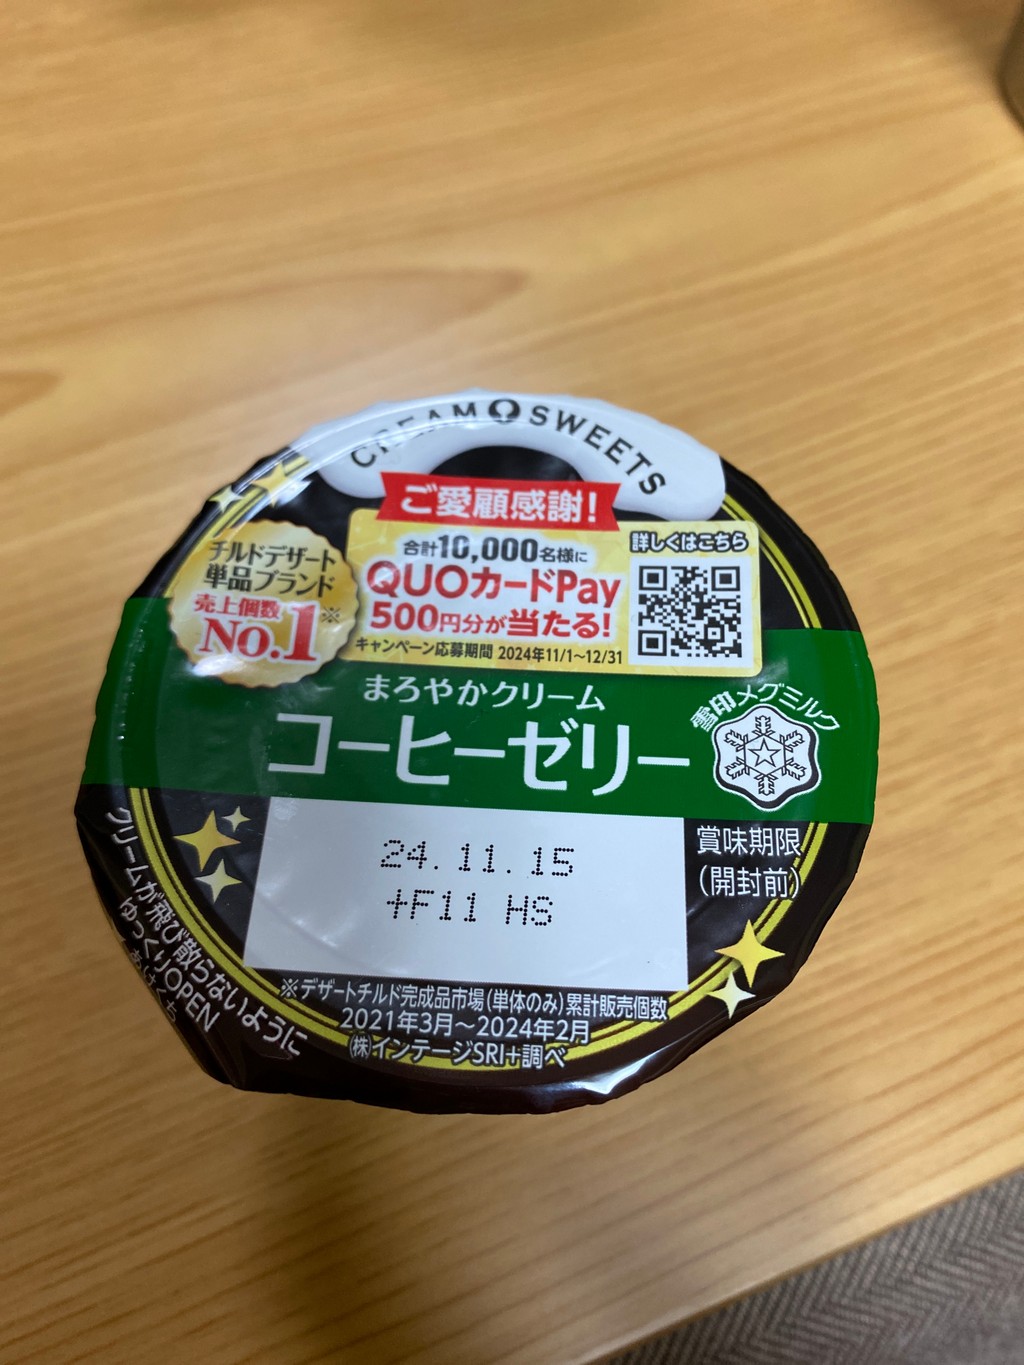 CREAM SWEETS
ご愛顧感謝!
チルドデザート
単品ブランド
売上個数
No.1※
合計10,000名様に
QUOカードPay
500円分が当たる!
キャンペーン応募期間 2024年11/1~12/31
詳しくはこちら
まろやかクリーム
コーヒーゼリー
雪印メグミルク
24.11.15
+F11 HS
賞味期限
(開封前)
クリームが飛び散らないように
ゆっくりOPEN
※デザートチルド完成品市場(単体のみ)累計販売個数
2021年3月~2024年2月
㈱インテージSRI+調べ